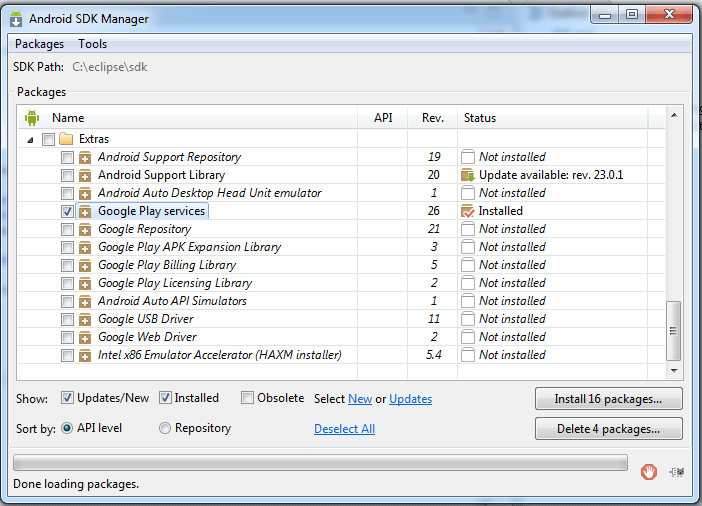 Android SDK Manager
Packages Tools
SDK Path: C:\eclipse\sdk
Packages
Name API Rev. Status
Extras
Android Support Repository 19 Not installed
Android Support Library 20 Update available: rev. 23.0.1
Android Auto Desktop Head Unit emulator 1 Not installed
Google Play services 26 Installed
Google Repository 21 Not installed
Google Play APK Expansion Library 3 Not installed
Google Play Billing Library 5 Not installed
Google Play Licensing Library 2 Not installed
Android Auto API Simulators 1 Not installed
Google USB Driver 11 Not installed
Google Web Driver 2 Not installed
Intel x86 Emulator Accelerator (HAXM installer) 5.4 Not installed
Show: Updates/New Installed Obsolete Select New or Updates Install 16 packages...
Sort by: API level Repository Deselect All Delete 4 packages...
Done loading packages.